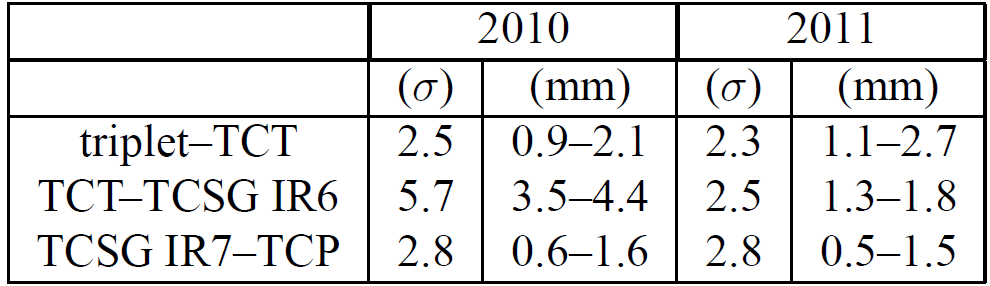 2010 2011
(σ) (mm) (σ) (mm)
triplet–TCT 2.5 0.9–2.1 2.3 1.1–2.7
TCT–TCSG IR6 5.7 3.5–4.4 2.5 1.3–1.8
TCSG IR7–TCP 2.8 0.6–1.6 2.8 0.5–1.5